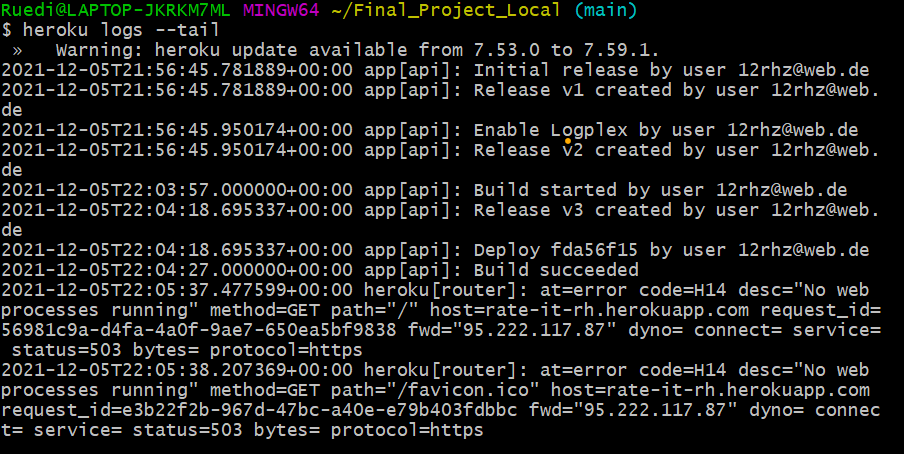 Ruedi@LAPTOP-JKRKM7ML MINGW64 ~/Final_Project_Local (main)
$ heroku logs --tail
 »   Warning: heroku update available from 7.53.0 to 7.59.1.
2021-12-05T21:56:45.781889+00:00 app[api]: Initial release by user 12rhz@web.de
2021-12-05T21:56:45.781889+00:00 app[api]: Release v1 created by user 12rhz@web.
de
2021-12-05T21:56:45.950174+00:00 app[api]: Enable Logplex by user 12rhz@web.de
2021-12-05T21:56:45.950174+00:00 app[api]: Release v2 created by user 12rhz@web.
de
2021-12-05T22:03:57.000000+00:00 app[api]: Build started by user 12rhz@web.de
2021-12-05T22:04:18.695337+00:00 app[api]: Release v3 created by user 12rhz@web.
de
2021-12-05T22:04:18.695337+00:00 app[api]: Deploy fda56f15 by user 12rhz@web.de
2021-12-05T22:04:27.000000+00:00 app[api]: Build succeeded
2021-12-05T22:05:37.477599+00:00 heroku[router]: at=error code=H14 desc="No web
processes running" method=GET path="/" host=rate-it-rh.herokuapp.com request_id=
56981c9a-d4fa-4a0f-9ae7-650ea5bf9838 fwd="95.222.117.87" dyno= connect= service=
 status=503 bytes= protocol=https
2021-12-05T22:05:38.207369+00:00 heroku[router]: at=error code=H14 desc="No web
processes running" method=GET path="/favicon.ico" host=rate-it-rh.herokuapp.com
request_id=e3b22f2b-967d-47bc-a40e-e79b403fdbbc fwd="95.222.117.87" dyno= connec
t= service= status=503 bytes= protocol=https